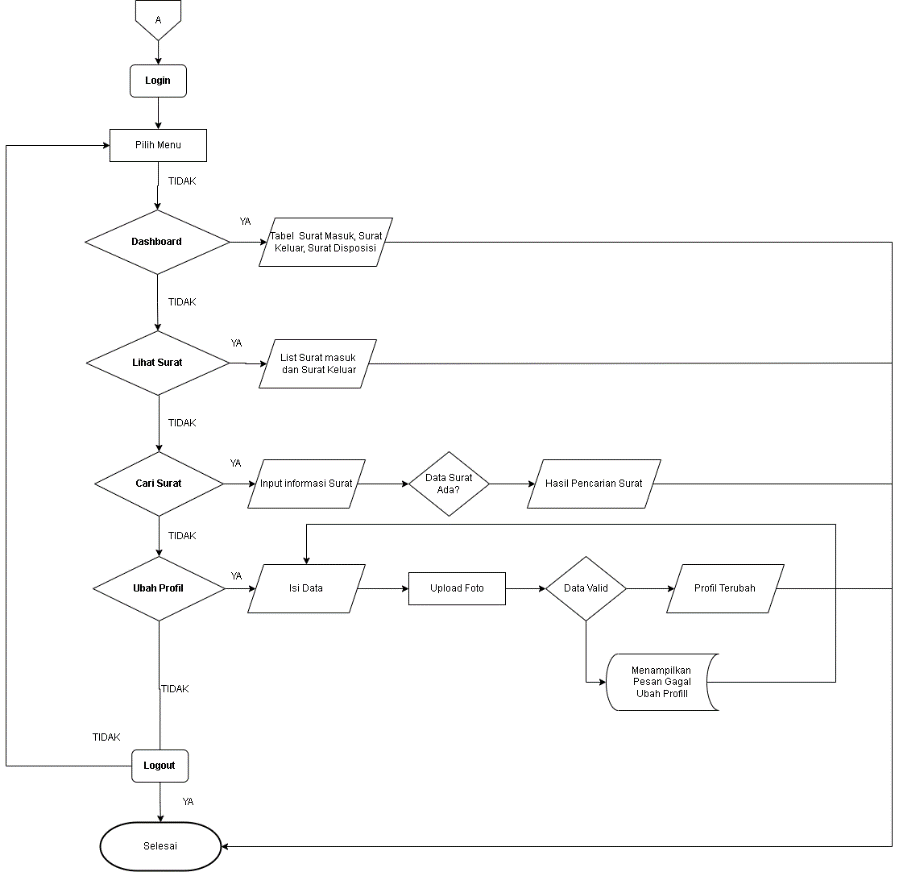 A
Login
Pilih Menu
TIDAK
Dashboard
YA
Tabel Surat Masuk, Surat
Keluar, Surat Disposisi
TIDAK
Lihat Surat
YA
List Surat masuk
dan Surat Keluar
TIDAK
Cari Surat
YA
Input informasi Surat
Data Surat
Ada?
Hasil Pencarian Surat
TIDAK
Ubah Profil
YA
Isi Data
Upload Foto
Data Valid
Profil Terubah
Menampilkan
Pesan Gagal
Ubah Profill
TIDAK
TIDAK
Logout
YA
Selesai